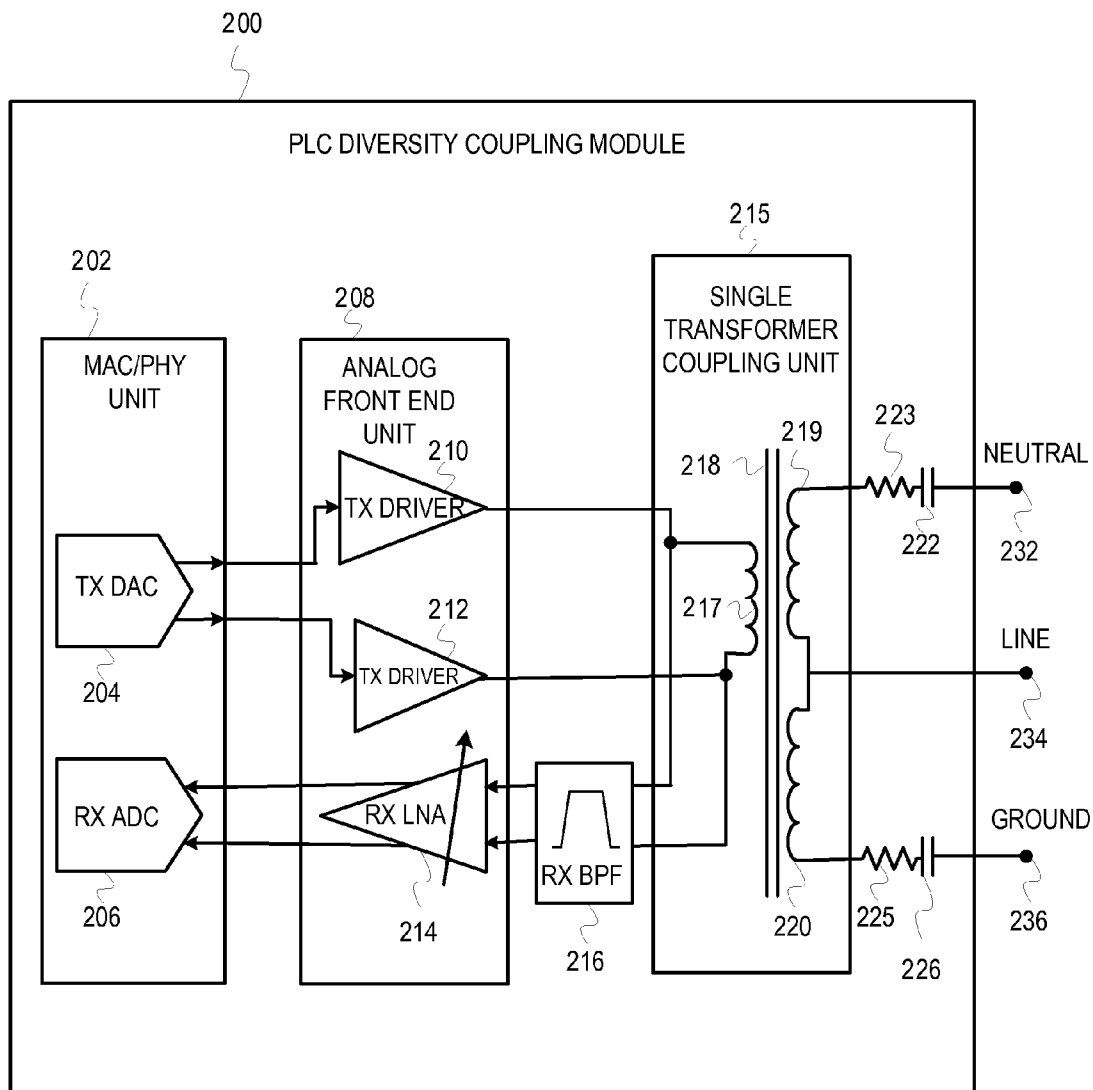 200
PLC DIVERSITY COUPLING MODULE
215
202
208
SINGLE
TRANSFORMER
COUPLING UNIT
MAC/PHY
UNIT
ANALOG
FRONT END
UNIT
210
TX DRIVER
218
219
223
NEUTRAL
222
232
TX DAC
217
212
TX DRIVER
LINE
204
234
RX ADC
RX LNA
RX BPF
GROUND
206
214
216
220
225
226
236